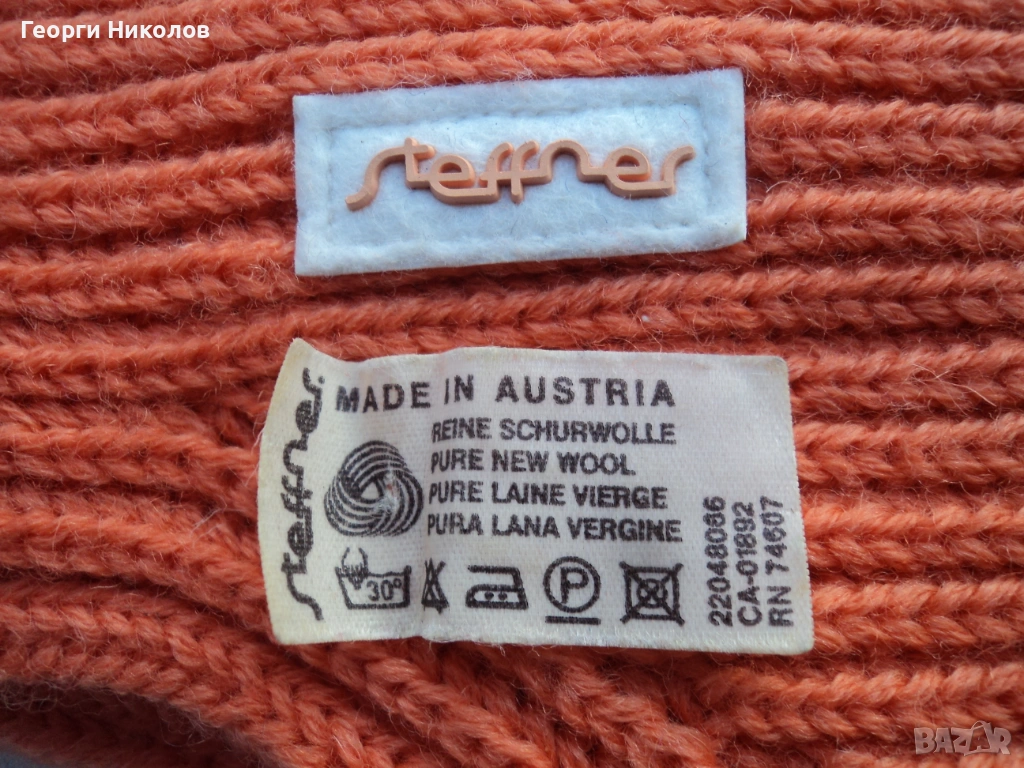 Георги Николов
steffner
steffner
MADE IN AUSTRIA
REINE SCHURWOLLE
PURE NEW WOOL
PURE LAINE VIERGE
PURA LANA VERGINE
30°
P
22048086
CA-01892
RN 74607
BAZAR